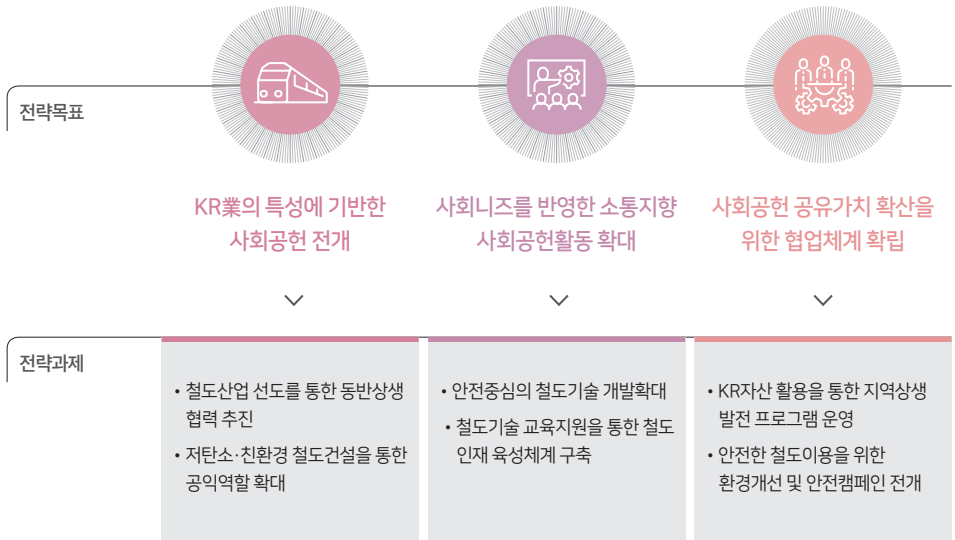 전략목표
KR業의 특성에 기반한
사회공헌 전개
사회니즈를 반영한 소통지향
사회공헌활동 확대
사회공헌 공유가치 확산을
위한 협업체계 확립
전략과제
• 철도산업 선도를 통한 동반상생
협력 추진
• 저탄소·친환경 철도건설을 통한
공익역할 확대
• 안전중심의 철도기술 개발확대
• 철도기술 교육지원을 통한 철도
인재 육성체계 구축
• KR자산 활용을 통한 지역상생
발전 프로그램 운영
• 안전한 철도이용을 위한
환경개선 및 안전캠페인 전개